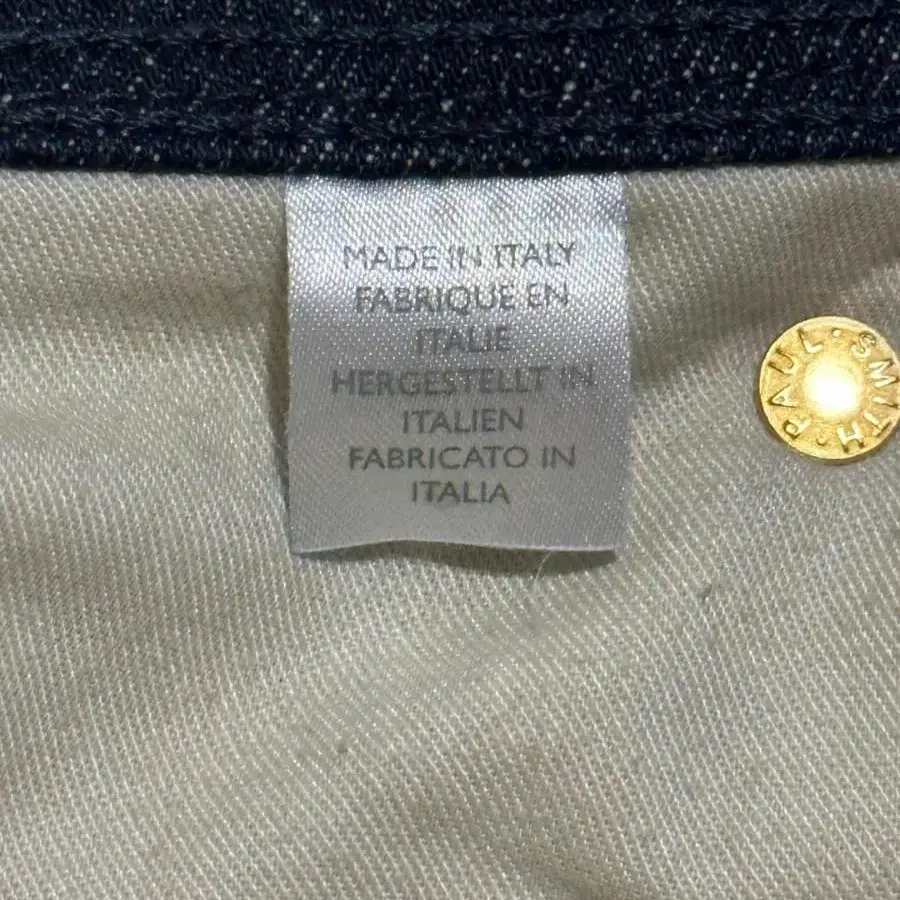 MADE IN ITALY
FABRIQUE EN
ITALIE
HERGESTELLT IN
ITALIEN
FABRICATO IN
ITALIA
PAUL · SMITH ·